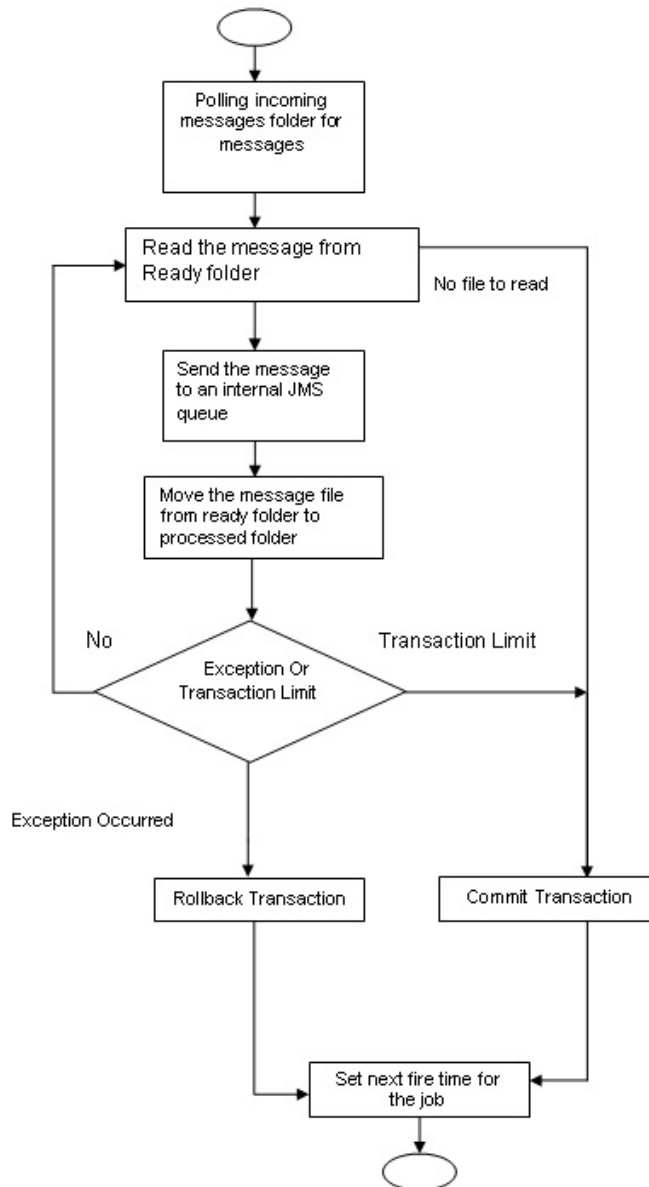 Polling incoming
messages folder for
messages
Read the message from
Ready folder
No file to read
Send the message
to an internal JMS
queue
Move the message file
from ready folder to
processed folder
No
Transaction Limit
Exception Or
Transaction Limit
Exception Occurred
Rollback Transaction
Commit Transaction
Set next fire time for
the job